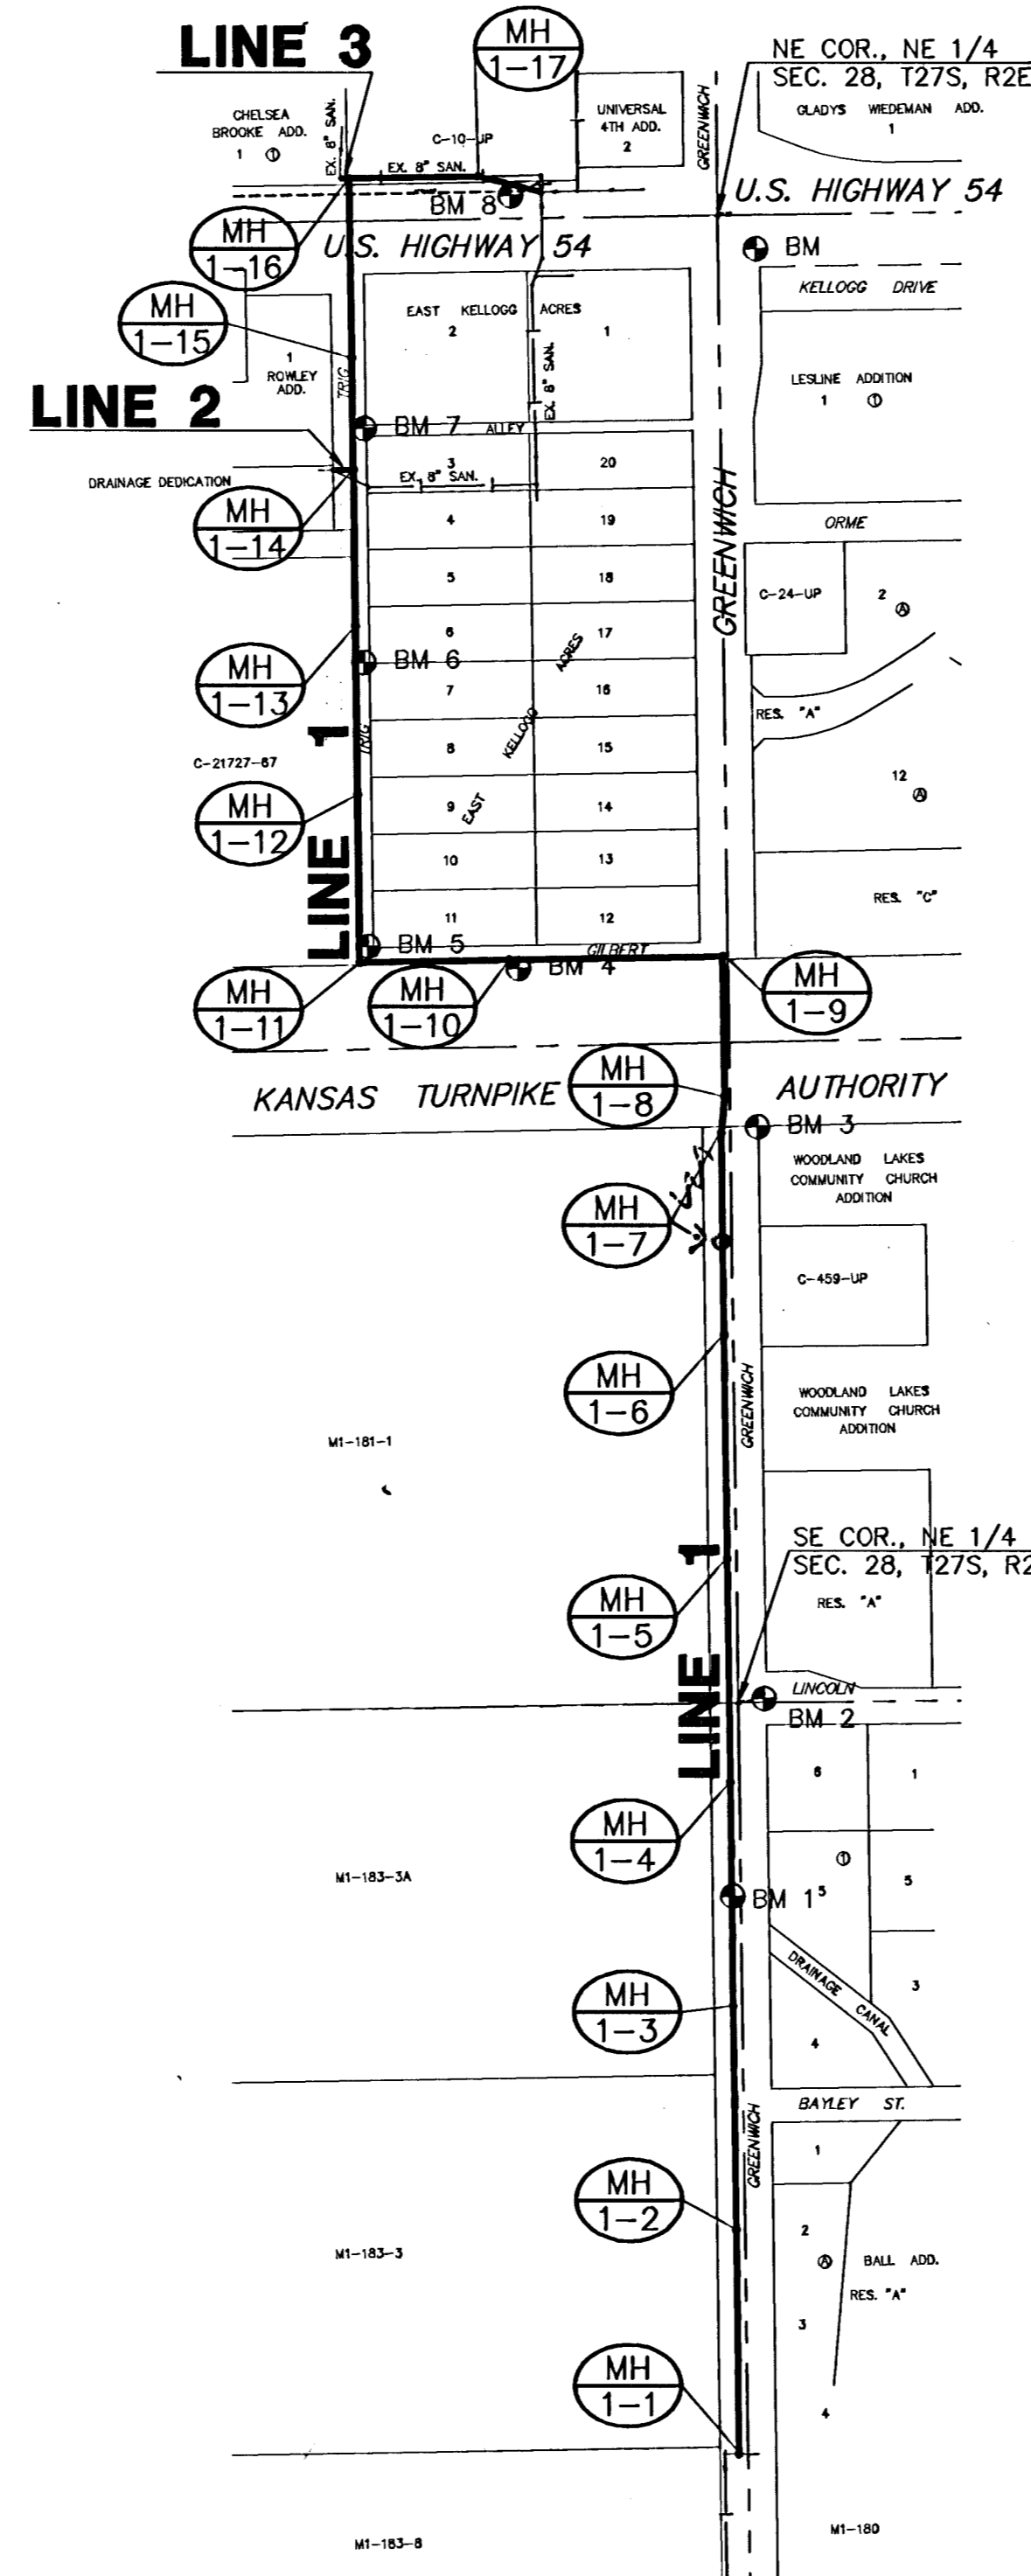 LINE 3
MH
1-17
NE COR., NE 1/4
SEC. 28, T27S, R2E
CHELSEA
BROOKE ADD.
1 ①
EX. 8" SAN.
C-10-UP
UNIVERSAL
4TH ADD.
2
GREENWICH
GLADYS WIEDEMAN ADD.
1
EX. 8" SAN.
BM 8
U.S. HIGHWAY 54
U.S. HIGHWAY 54
MH
1-16
BM
KELLOGG DRIVE
MH
1-15
EAST KELLOGG ACRES
2
1
1
ROWLEY
ADD.
TRIG
EX. 8" SAN.
LESLINE ADDITION
1 ①
LINE 2
BM 7
ALLEY
DRAINAGE DEDICATION
3
EX. 8" SAN.
20
GREENWICH
MH
1-14
4
19
ORME
5
18
C-24-UP
2 Ⓐ
6
17
MH
1-13
BM 6
ACRES
7
16
RES. "A"
LINE 1
TRIG
KELLOGG
8
15
C-21727-67
12
Ⓐ
MH
1-12
9
EAST
14
10
13
RES. "C"
11
12
BM 5
GILBERT
BM 4
MH
1-11
MH
1-10
MH
1-9
KANSAS TURNPIKE AUTHORITY
MH
1-8
BM 3
WOODLAND LAKES
COMMUNITY CHURCH
ADDITION
MH
1-7
C-459-UP
MH
1-6
GREENWICH
WOODLAND LAKES
COMMUNITY CHURCH
ADDITION
M1-181-1
LINE 1
SE COR., NE 1/4
SEC. 28, T27S, R2
RES. "A"
MH
1-5
LINCOLN
BM 2
6
1
MH
1-4
①
M1-183-3A
5
BM 1
5
DRAINAGE CANAL
3
MH
1-3
4
BAYLEY ST.
GREENWICH
1
MH
1-2
2
Ⓐ
BALL ADD.
M1-183-3
RES. "A"
3
MH
1-1
4
M1-180
M1-183-8